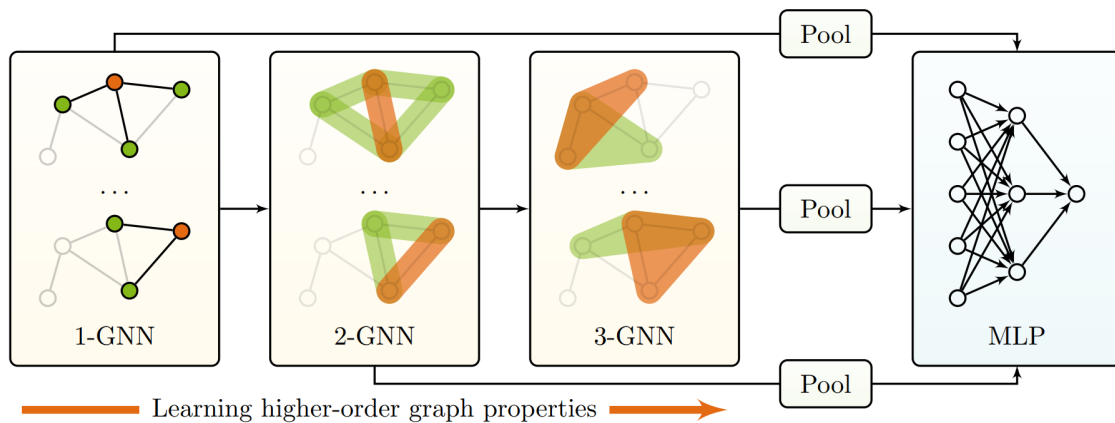 Pool
...
...
...
Pool
...
1-GNN
2-GNN
3-GNN
MLP
Pool
Learning higher-order graph properties